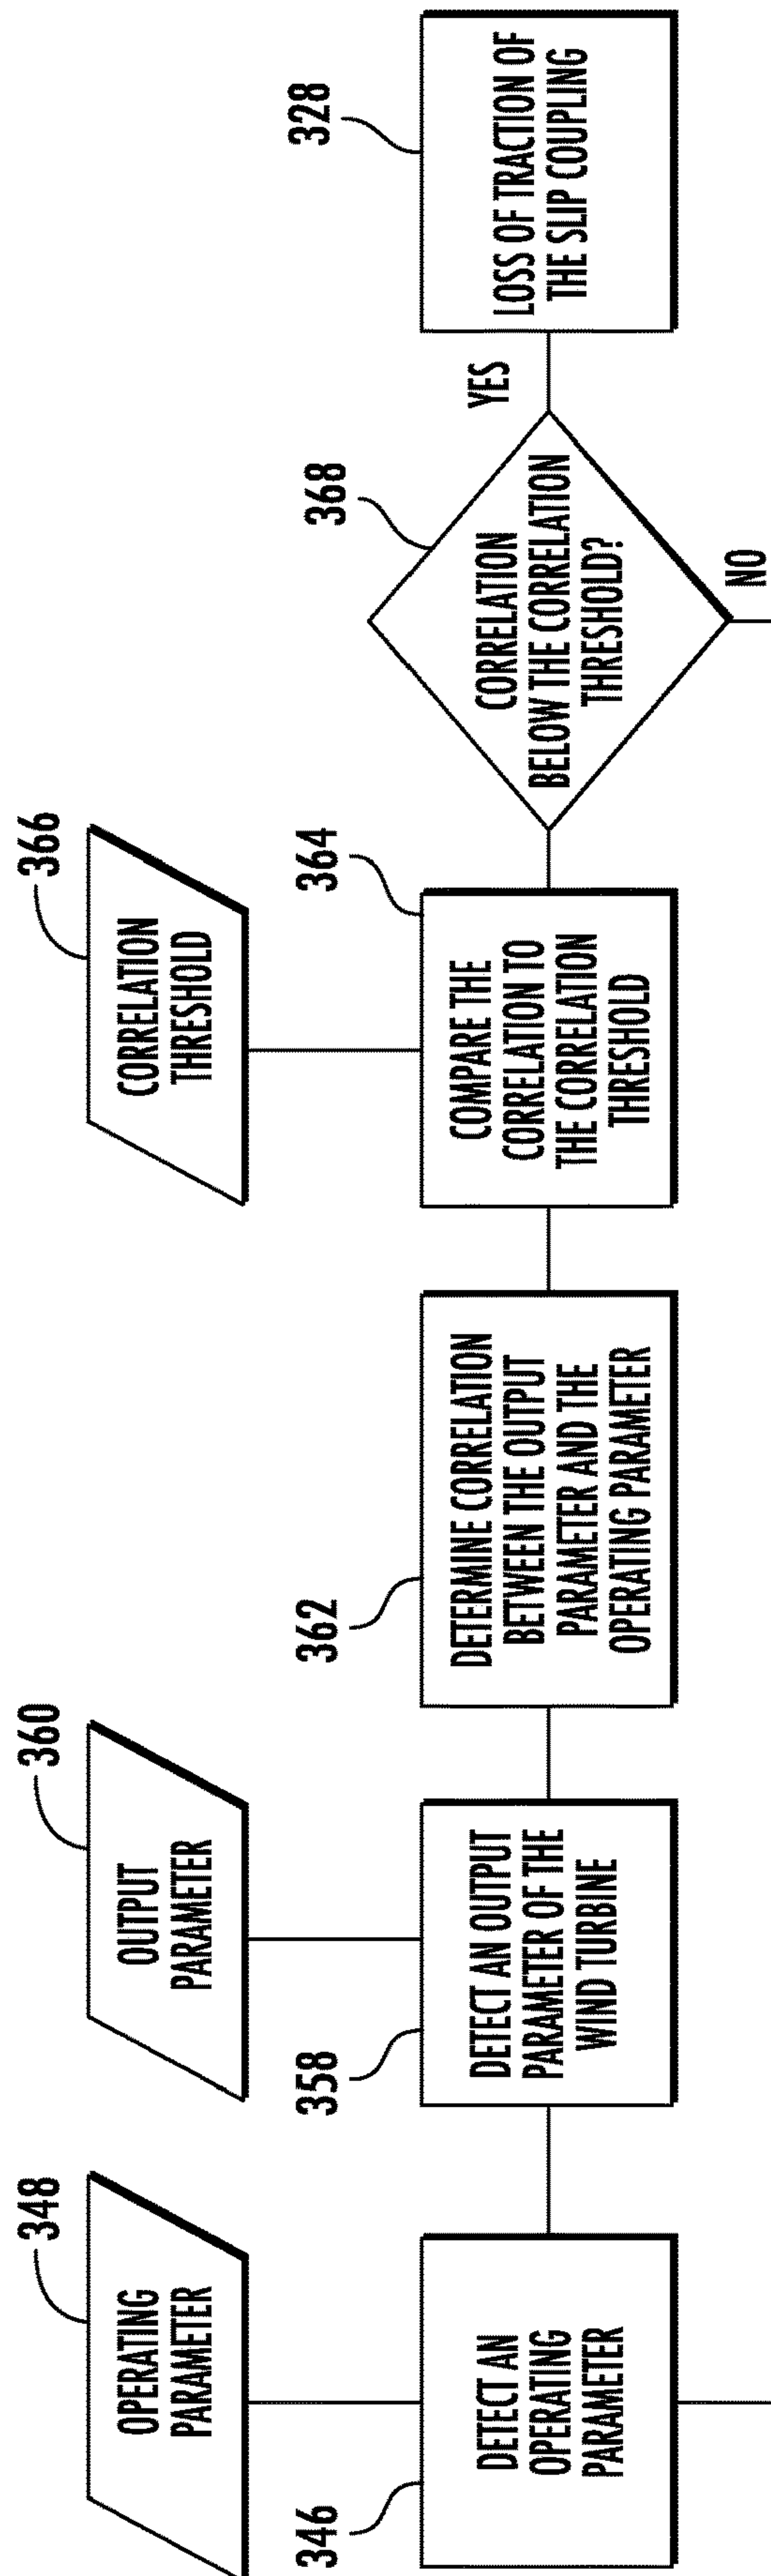 348
OPERATING
PARAMETER
346
DETECT AN
OPERATING
PARAMETER
360
OUTPUT
PARAMETER
358
DETECT AN OUTPUT
PARAMETER OF THE
WIND TURBINE
362
DETERMINE CORRELATION
BETWEEN THE OUTPUT
PARAMETER AND THE
OPERATING PARAMETER
366
CORRELATION
THRESHOLD
364
COMPARE THE
CORRELATION TO
THE CORRELATION
THRESHOLD
368
CORRELATION
BELOW THE CORRELATION
THRESHOLD?
YES
NO
328
LOSS OF TRACTION OF
THE SLIP COUPLING